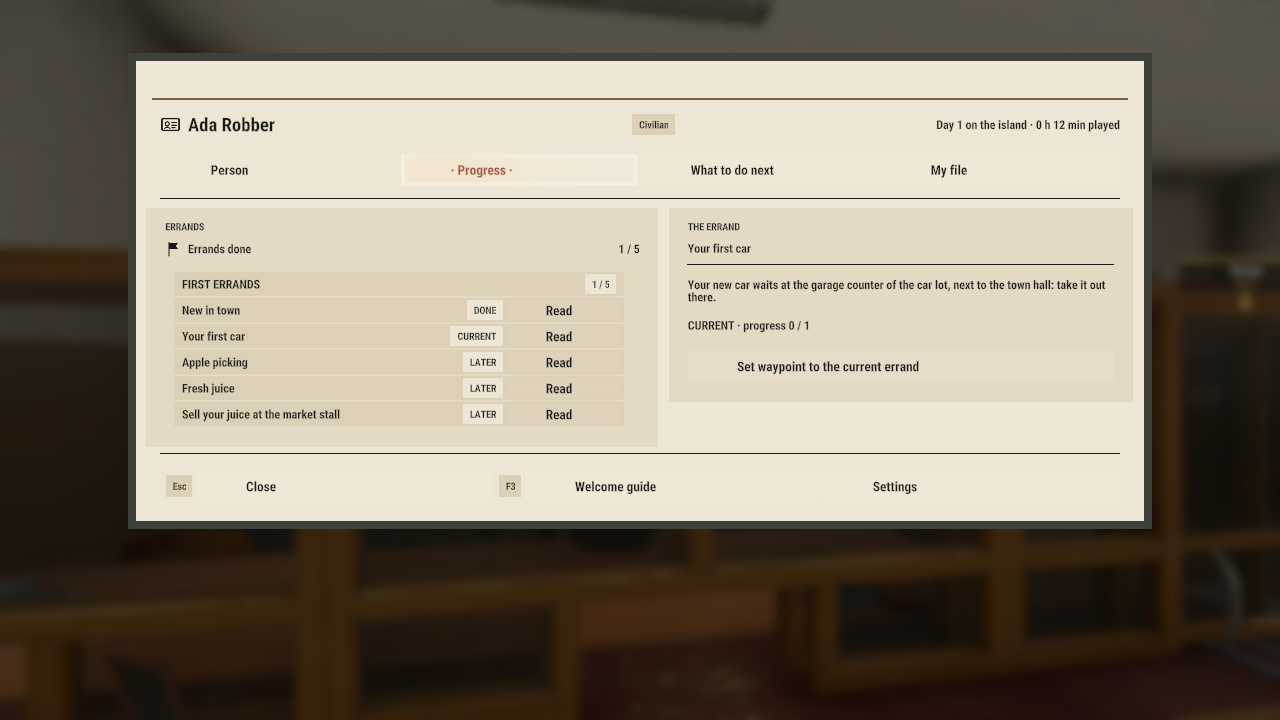 Ada Robber
Civilian
Day 1 on the island · 0 h 12 min played
Person
· Progress ·
What to do next
My file
ERRANDS
Errands done
1 / 5
FIRST ERRANDS
1 / 5
New in town
DONE
Read
Your first car
CURRENT
Read
Apple picking
LATER
Read
Fresh juice
LATER
Read
Sell your juice at the market stall
LATER
Read
THE ERRAND
Your first car
Your new car waits at the garage counter of the car lot, next to the town hall: take it out
there.
CURRENT · progress 0 / 1
Set waypoint to the current errand
Esc
Close
F3
Welcome guide
Settings